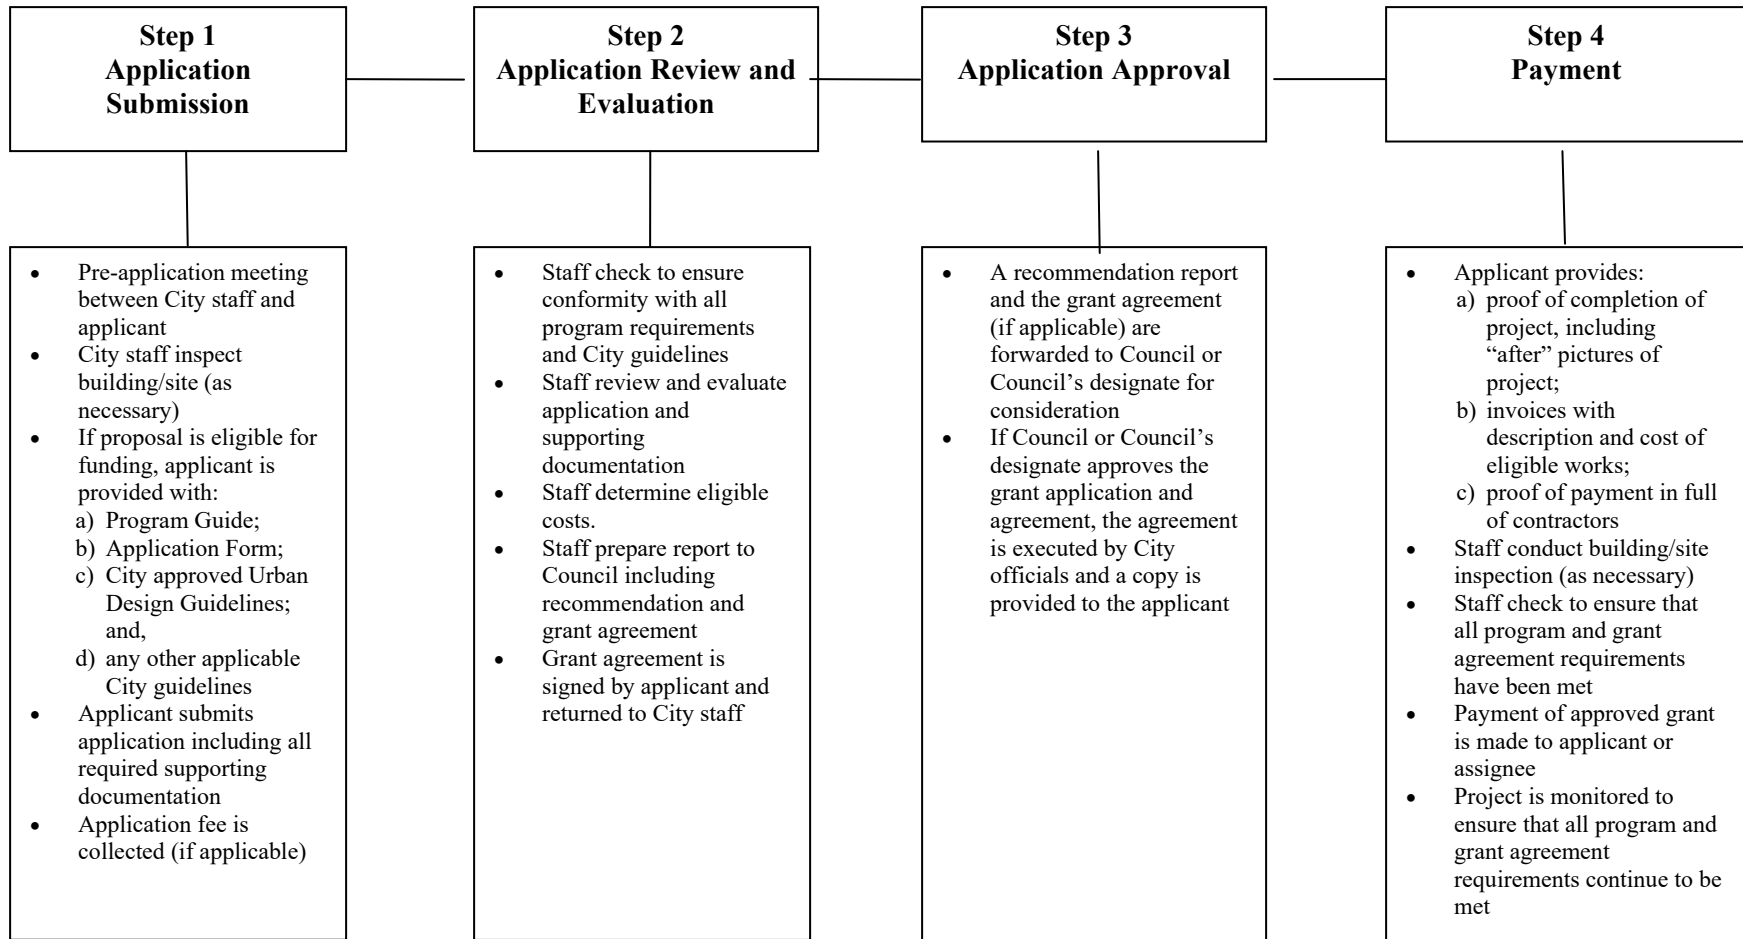 Step 1
Application
Submission
Step 2
Application Review and
Evaluation
Step 3
Application Approval
Step 4
Payment
• Pre-application meeting
between City staff and
applicant
• City staff inspect
building/site (as
necessary)
• If proposal is eligible for
funding, applicant is
provided with:
a) Program Guide;
b) Application Form;
c) City approved Urban
Design Guidelines;
and,
d) any other applicable
City guidelines
• Applicant submits
application including all
required supporting
documentation
• Application fee is
collected (if applicable)
• Staff check to ensure
conformity with all
program requirements
and City guidelines
• Staff review and evaluate
application and
supporting
documentation
• Staff determine eligible
costs.
• Staff prepare report to
Council including
recommendation and
grant agreement
• Grant agreement is
signed by applicant and
returned to City staff
• A recommendation report
and the grant agreement
(if applicable) are
forwarded to Council or
Council’s designate for
consideration
• If Council or Council’s
designate approves the
grant application and
agreement, the agreement
is executed by City
officials and a copy is
provided to the applicant
• Applicant provides:
a) proof of completion of
project, including
“after” pictures of
project;
b) invoices with
description and cost of
eligible works;
c) proof of payment in full
of contractors
• Staff conduct building/site
inspection (as necessary)
• Staff check to ensure that
all program and grant
agreement requirements
have been met
• Payment of approved grant
is made to applicant or
assignee
• Project is monitored to
ensure that all program and
grant agreement
requirements continue to be
met